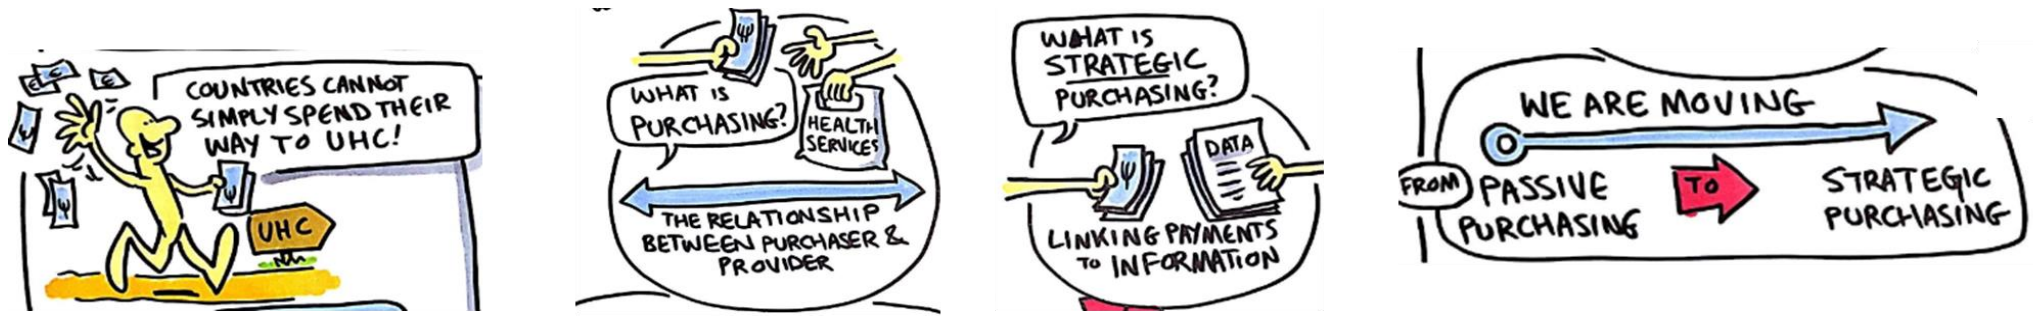 COUNTRIES CANNOT
SIMPLY SPEND THEIR
WAY TO UHC!
UHC
WHAT IS
PURCHASING?
HEALTH
SERVICES
THE RELATIONSHIP
BETWEEN PURCHASER &
PROVIDER
WHAT IS
STRATEGIC
PURCHASING?
DATA
LINKING PAYMENTS
TO INFORMATION
WE ARE MOVING
FROM
PASSIVE
PURCHASING
TO
STRATEGIC
PURCHASING